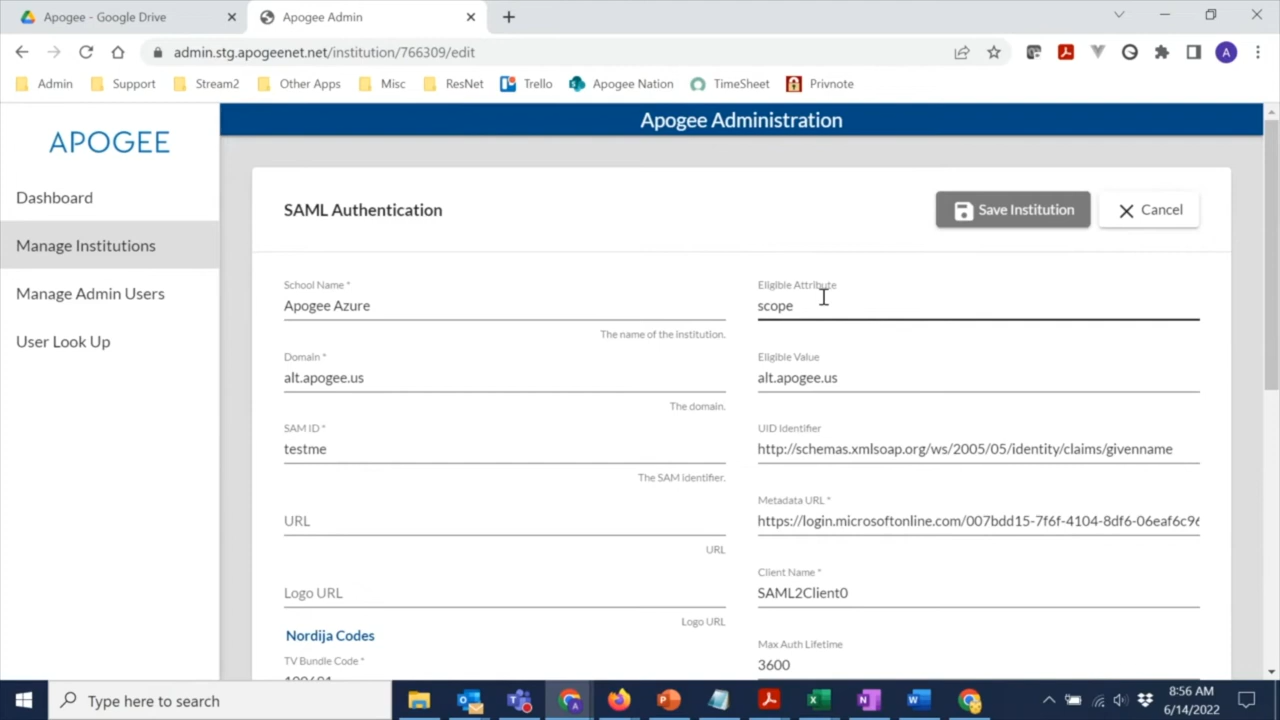 Apogee - Google Drive
Apogee Admin
admin.stg.apogeenet.net/institution/766309/edit
A
Admin
Support
Stream2
Other Apps
Misc
ResNet
Trello
Apogee Nation
TimeSheet
Privnote
APOGEE
Dashboard
Manage Institutions
Manage Admin Users
User Look Up
Apogee Administration
SAML Authentication
Save Institution
Cancel
School Name *
Apogee Azure
The name of the institution.
Domain *
alt.apogee.us
The domain.
SAM ID *
testme
The SAM identifier.
URL
URL
Logo URL
Logo URL
Nordija Codes
TV Bundle Code *
Eligible Attribute
scope
Eligible Value
alt.apogee.us
UID Identifier
http://schemas.xmlsoap.org/ws/2005/05/identity/claims/givenname
Metadata URL *
https://login.microsoftonline.com/007bdd15-7f6f-4104-8df6-06eaf6c96
Client Name *
SAML2Client0
Max Auth Lifetime
3600
Type here to search
8:56 AM
6/14/2022